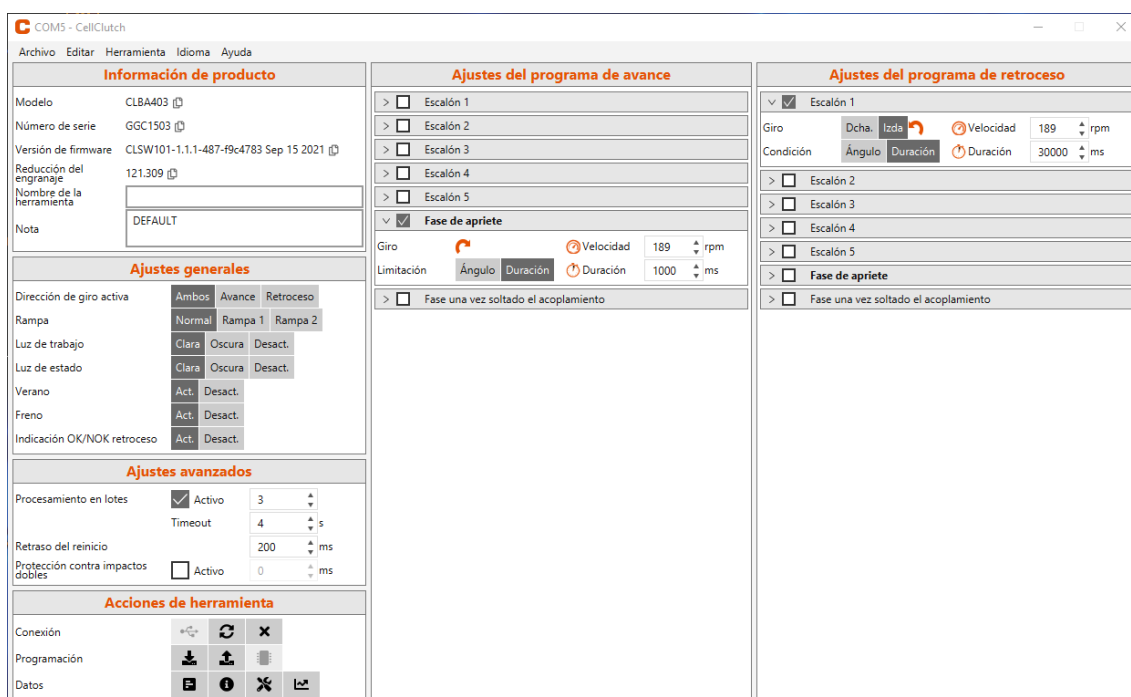 COM5 - CellClutch
Archivo Editar Herramienta Idioma Ayuda
Información de producto
Modelo CLBA403
Número de serie GGC1503
Versión de firmware CLSW101-1.1.1-487-f9c4783 Sep 15 2021
Reducción del engranaje 121.309
Nombre de la herramienta
Nota DEFAULT
Ajustes generales
Dirección de giro activa Ambos Avance Retroceso
Rampa Normal Rampa 1 Rampa 2
Luz de trabajo Clara Oscura Desact.
Luz de estado Clara Oscura Desact.
Verano Act. Desact.
Freno Act. Desact.
Indicación OK/NOK retroceso Act. Desact.
Ajustes avanzados
Procesamiento en lotes Activo 3
Timeout 4 s
Retraso del reinicio 200 ms
Protección contra impactos dobles Activo 0 ms
Acciones de herramienta
Conexión
Programación
Datos
Ajustes del programa de avance
Escalón 1
Escalón 2
Escalón 3
Escalón 4
Escalón 5
Fase de apriete
Giro Velocidad 189 rpm
Limitación Ángulo Duración Duración 1000 ms
Fase una vez soltado el acoplamiento
Ajustes del programa de retroceso
Escalón 1
Giro Dcha. Izda Velocidad 189 rpm
Condición Ángulo Duración Duración 30000 ms
Escalón 2
Escalón 3
Escalón 4
Escalón 5
Fase de apriete
Fase una vez soltado el acoplamiento